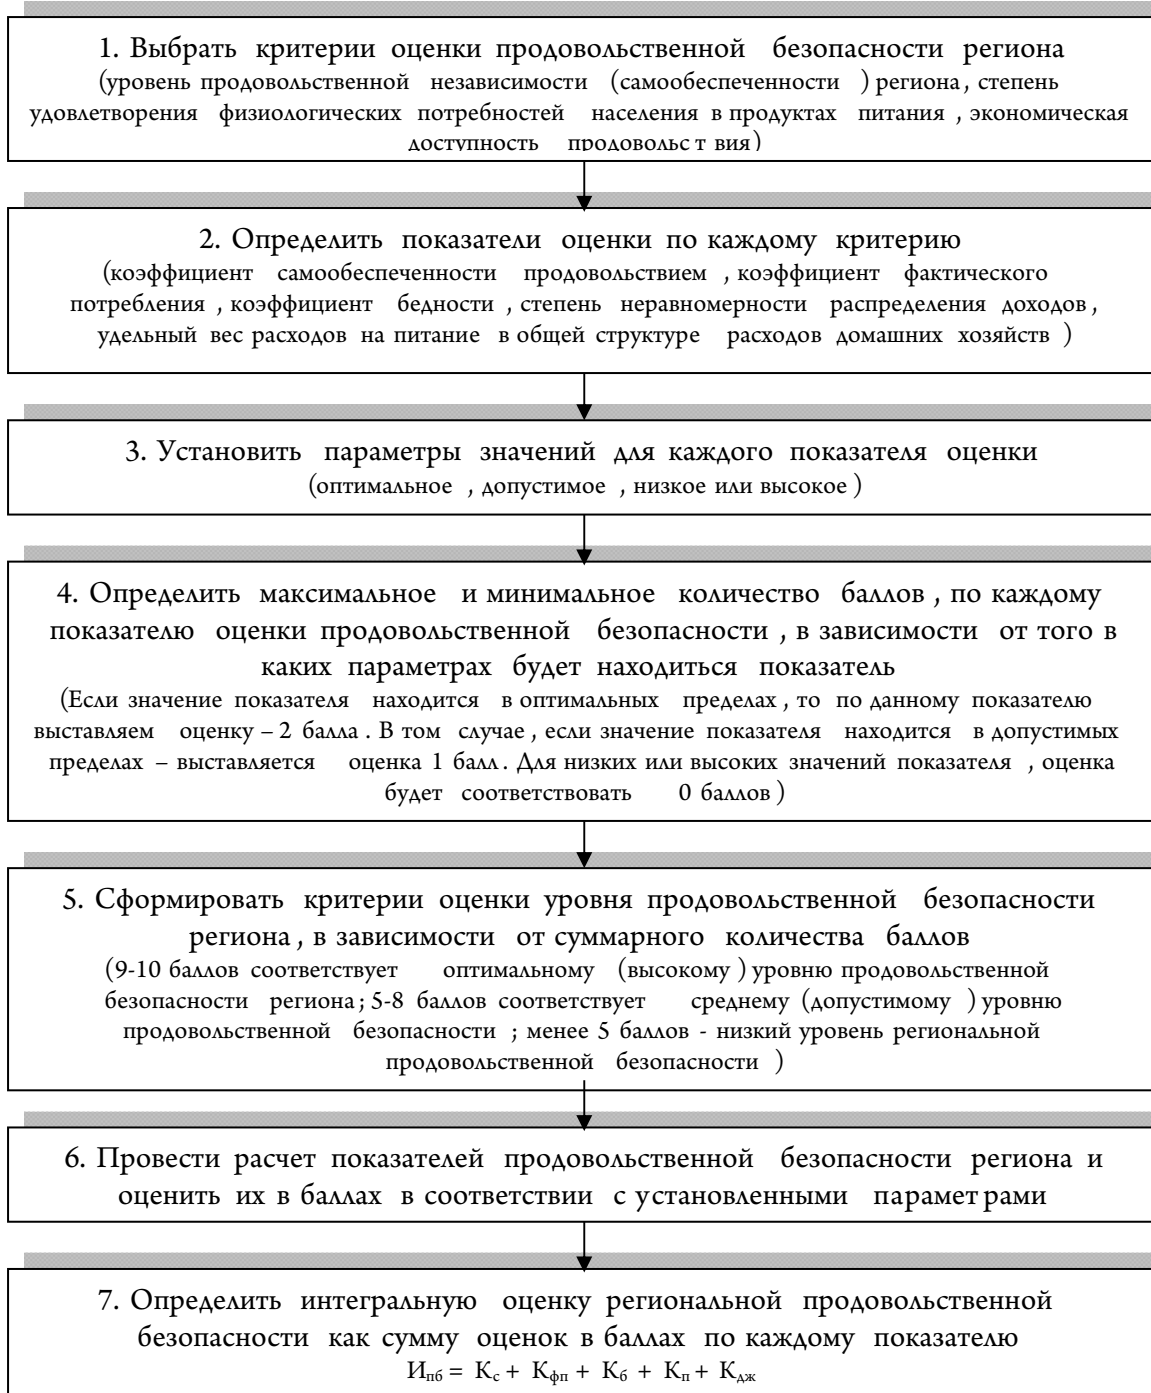 1. Выбрать критерии оценки продовольственной безопасности региона
(уровень продовольственной независимости (самообеспеченности ) региона, степень
удовлетворения физиологических потребностей населения в продуктах питания , экономическая
доступность продовольст вия)
2. Определить показатели оценки по каждому критерию
(коэффициент самообеспеченности продовольствием , коэффициент фактического
потребления , коэффициент бедности , степень неравномерности распределения доходов,
удельный вес расходов на питание в общей структуре расходов домашних хозяйств )
3. Установить параметры значений для каждого показателя оценки
(оптимальное , допустимое , низкое или высокое )
4. Определить максимальное и минимальное количество баллов , по каждому
показателю оценки продовольственной безопасности , в зависимости от того в
каких параметрах будет находиться показатель
(Если значение показателя находится в оптимальных пределах, то по данному показателю
выставляем оценку – 2 балла . В том случае , если значение показателя находится в допустимых
пределах – выставляется оценка 1 балл. Для низких или высоких значений показателя , оценка
будет соответствовать 0 баллов )
5. Сформировать критерии оценки уровня продовольственной безопасности
региона, в зависимости от суммарного количества баллов
(9-10 баллов соответствует оптимальному (высокому ) уровню продовольственной
безопасности региона; 5-8 баллов соответствует среднему (допустимому ) уровню
продовольственной безопасности ; менее 5 баллов - низкий уровень региональной
продовольственной безопасности )
6. Провести расчет показателей продовольственной безопасности региона и
оценить их в баллах в соответствии с установленными парамет рами
7. Определить интегральную оценку региональной продовольственной
безопасности как сумму оценок в баллах по каждому показателю
Ипб = Кс + Кфп + Кб + Кп + Кдж